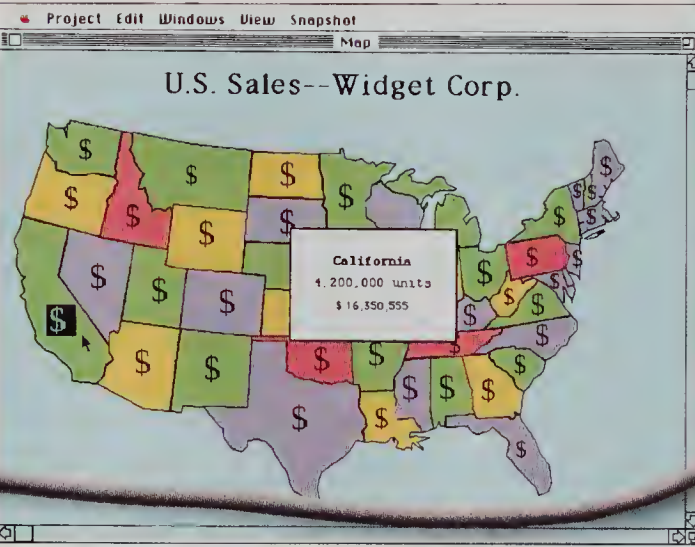 Project Edit Windows View Snapshot
Map
U.S. Sales--Widget Corp.
$ $ $ $ $ $ $ $ $ $ $ $ $ $ $ $ $ $ $ $ $ $ $ $ $ $ $ $ $ $ $ $ $ $ $ $ $ $
California
4,200,000 units
$16,350,555